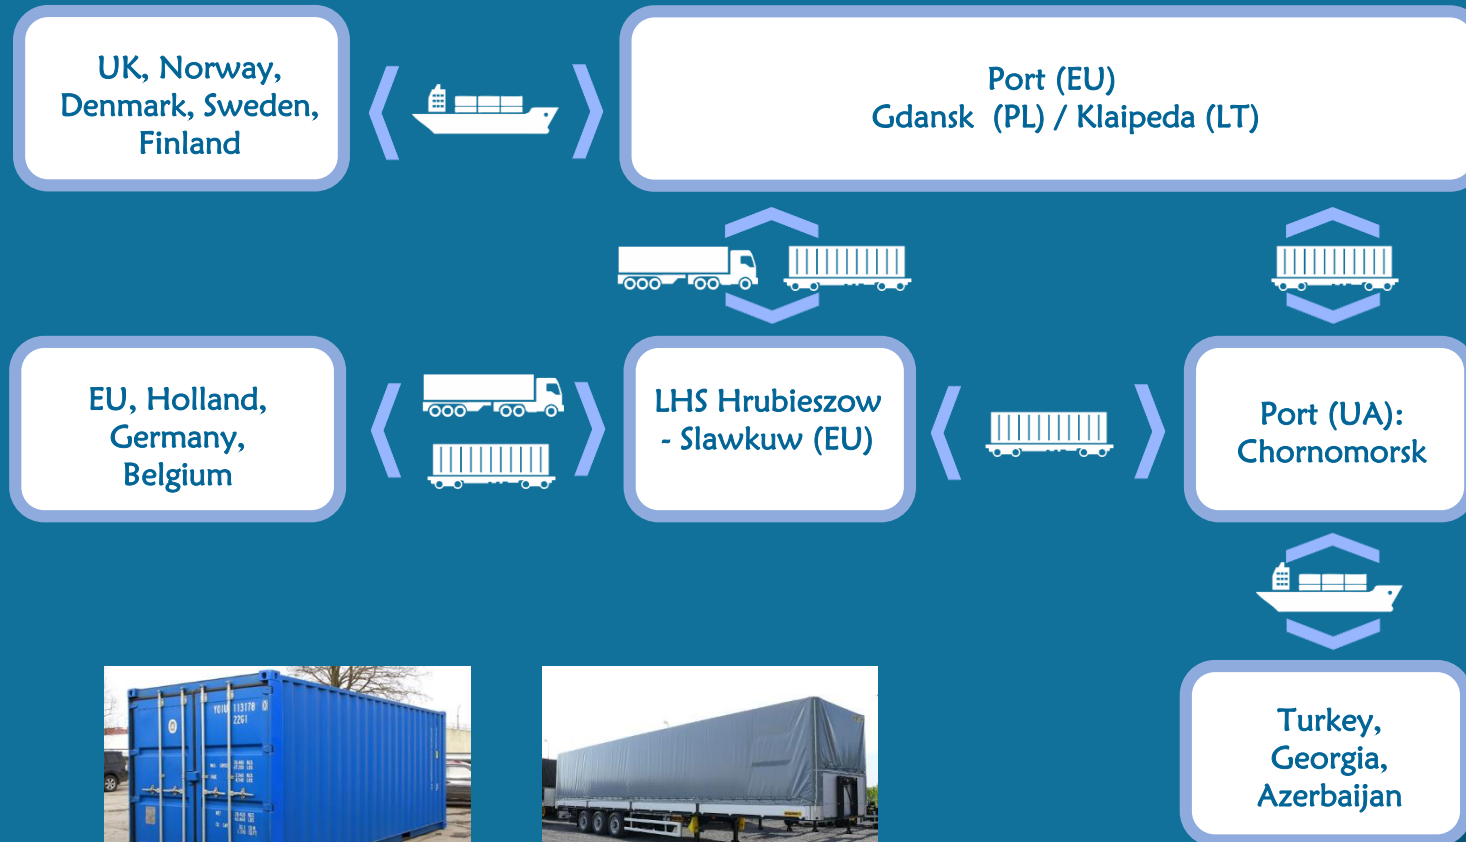 UK, Norway,
Denmark, Sweden,
Finland
Port (EU)
Gdansk (PL) / Klaipeda (LT)
EU, Holland,
Germany,
Belgium
LHS Hrubieszow
- Slawkuw (EU)
Port (UA):
Chornomorsk
Turkey,
Georgia,
Azerbaijan
22G1